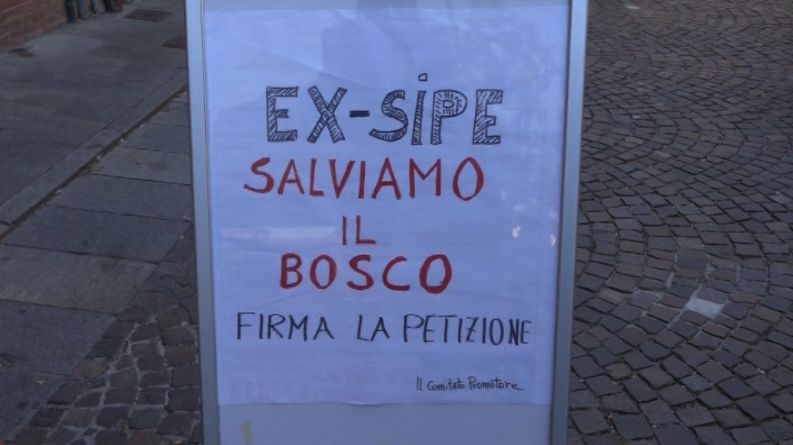 EX-SiPE
SALVIAMO
IL
BOSCO
FIRMA LA PETIZIONE
Il Comitato Promotore